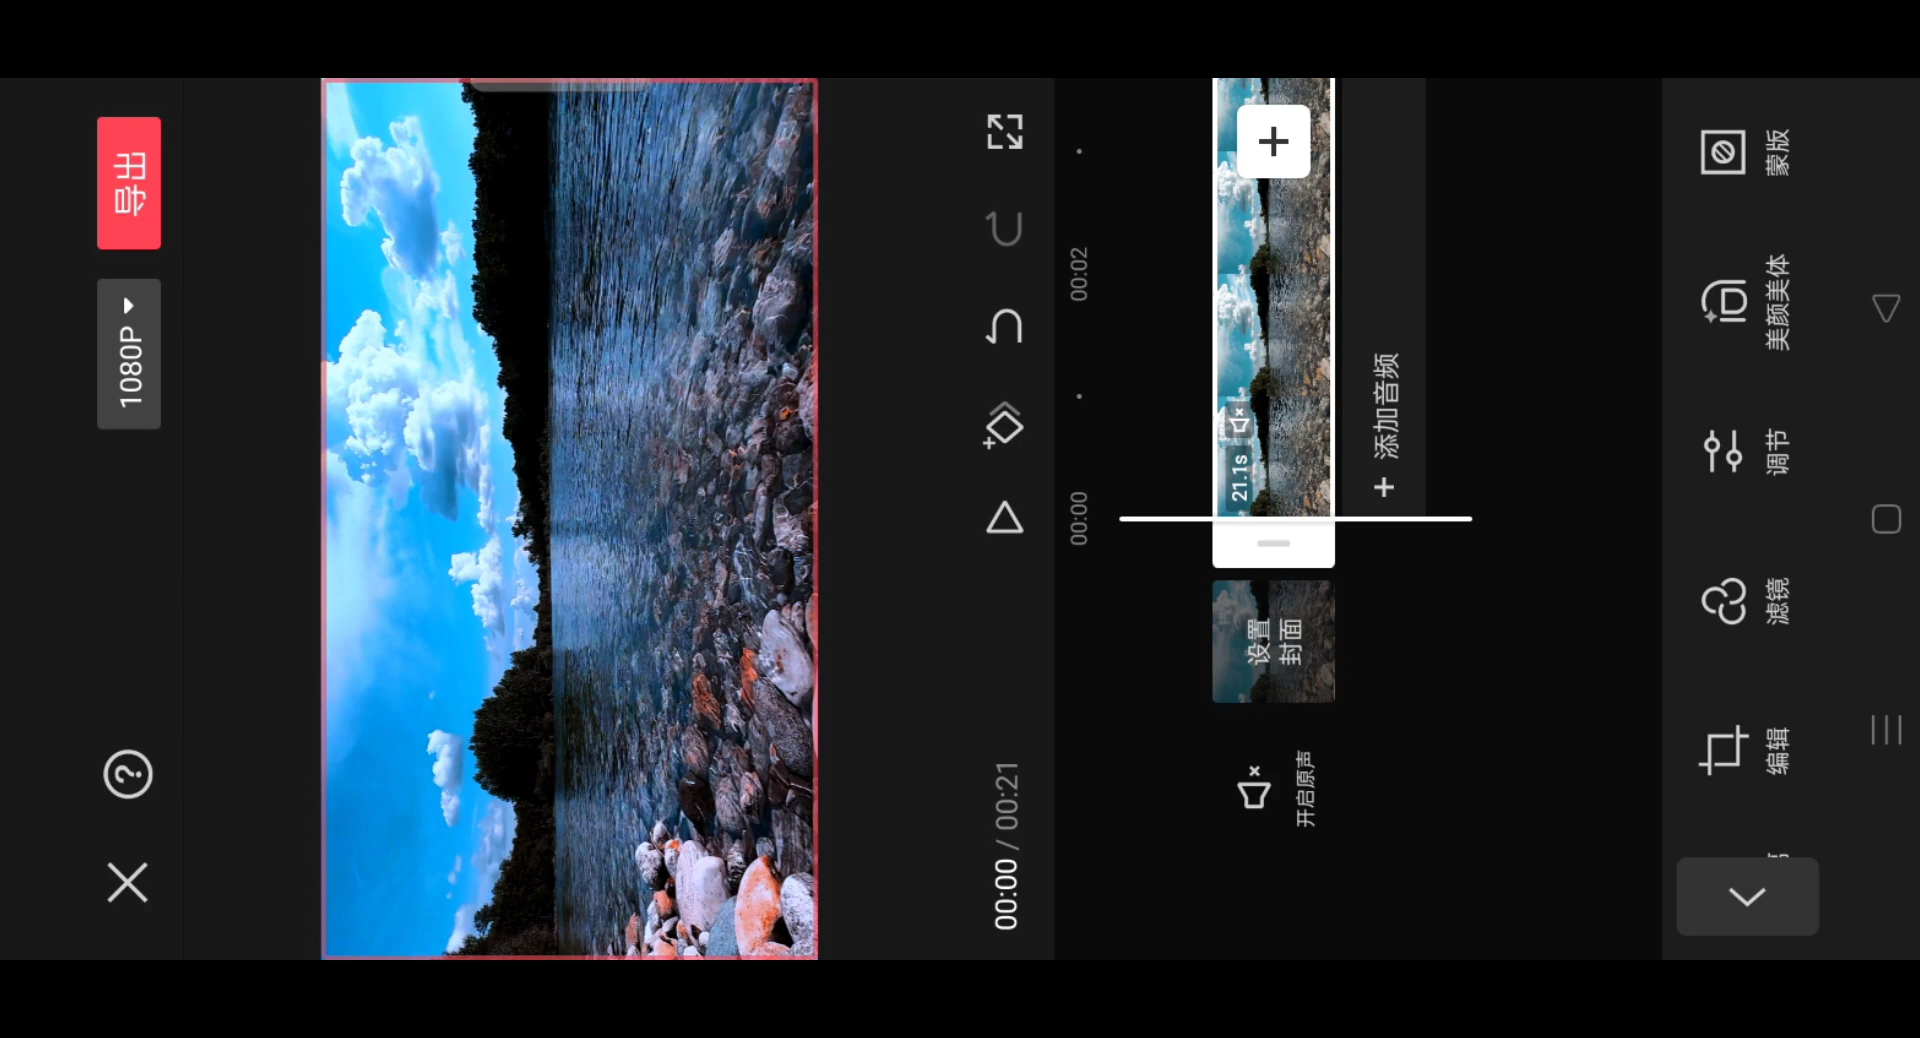 1080P
导出
00:00 / 00:21
00:00
00:02
21.1s
设置
封面
开启原声
+ 添加音频
编辑
滤镜
调节
美颜美体
蒙版